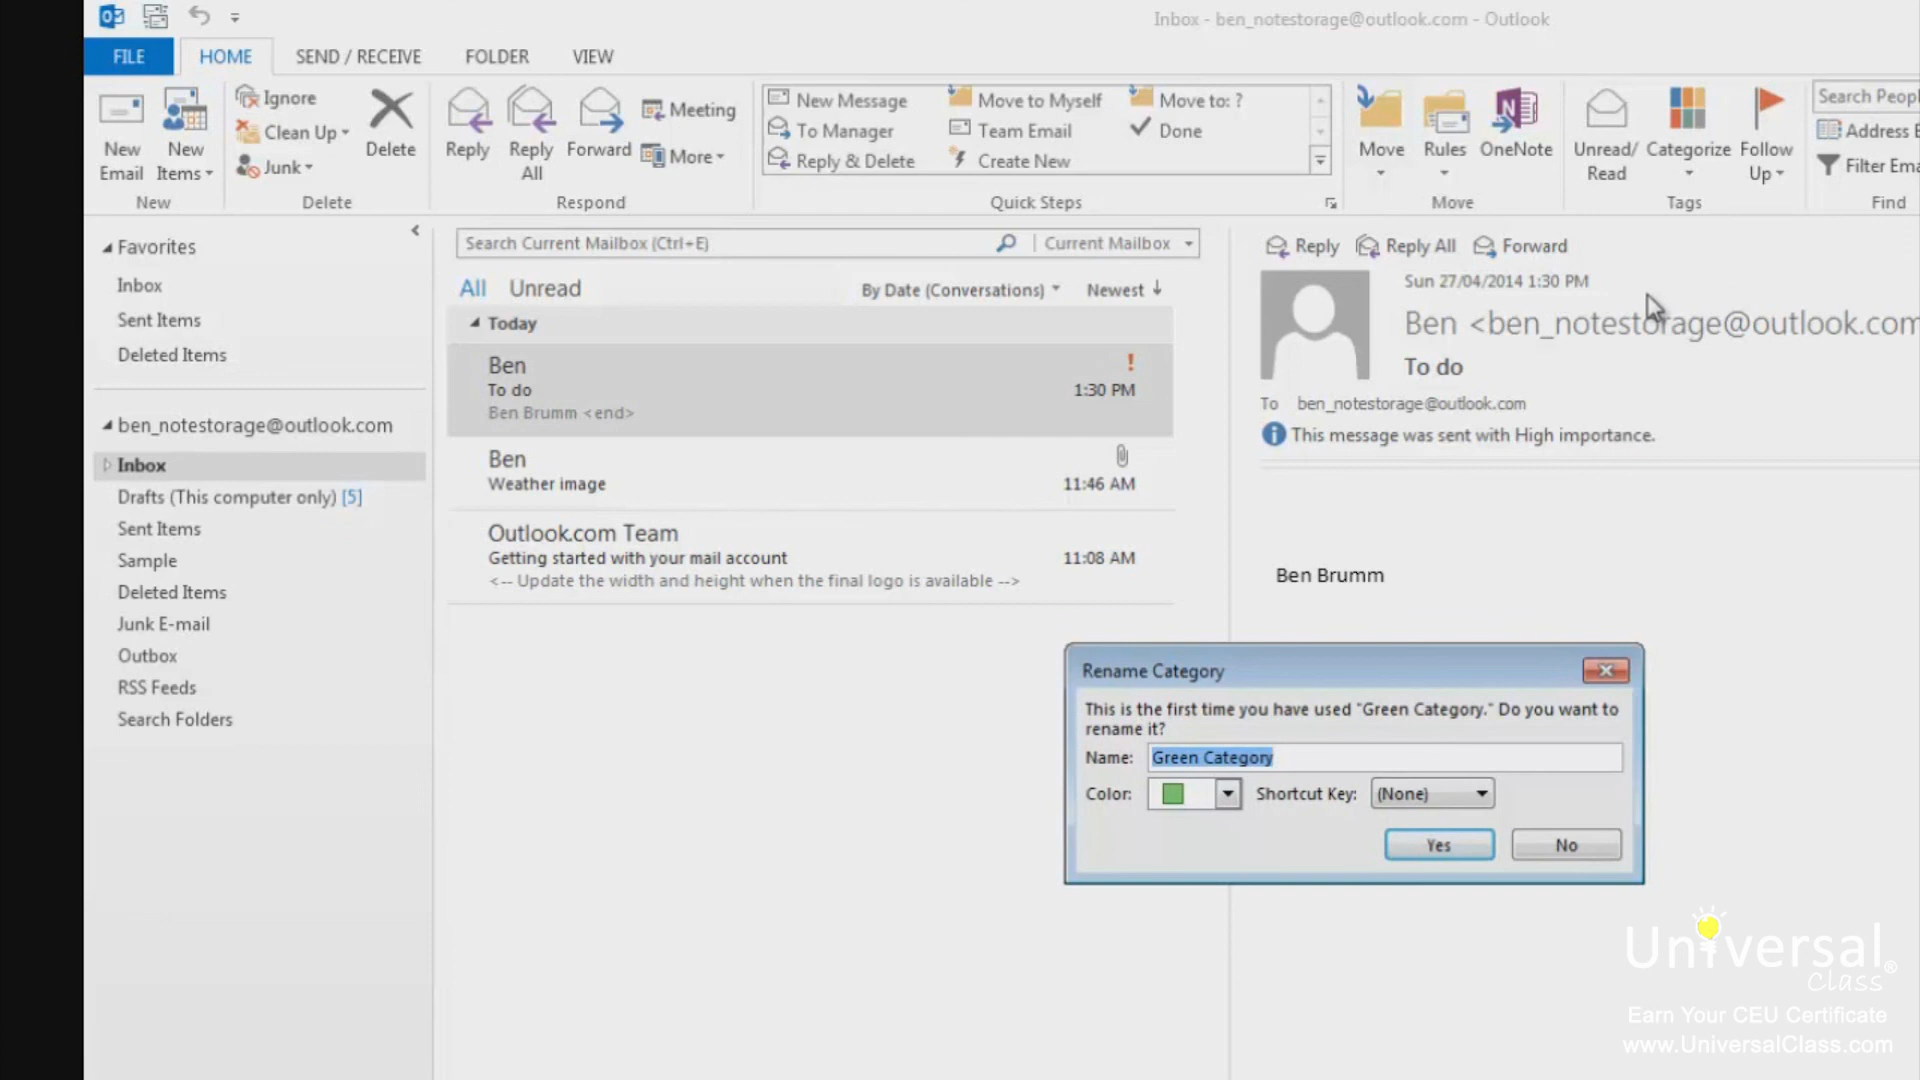 Inbox - ben_notestorage@outlook.com - Outlook
FILE HOME SEND / RECEIVE FOLDER VIEW
New Email
New Items
New
Ignore
Clean Up
Junk
Delete
Delete
Reply
Reply All
Forward
Meeting
More
Respond
New Message
To Manager
Reply & Delete
Move to Myself
Team Email
Create New
Move to: ?
Done
Quick Steps
Move
Rules
OneNote
Move
Unread/ Read
Categorize
Follow Up
Tags
Search Peopl
Address
Filter Ema
Find
Favorites
Inbox
Sent Items
Deleted Items
ben_notestorage@outlook.com
Inbox
Drafts (This computer only) [5]
Sent Items
Sample
Deleted Items
Junk E-mail
Outbox
RSS Feeds
Search Folders
Search Current Mailbox (Ctrl+E) Current Mailbox
All Unread By Date (Conversations) Newest
Today
Ben
To do 1:30 PM
Ben Brumm <end>
Ben
Weather image 11:46 AM
Outlook.com Team
Getting started with your mail account 11:08 AM
<-- Update the width and height when the final logo is available -->
Reply Reply All Forward
Sun 27/04/2014 1:30 PM
Ben <ben_notestorage@outlook.com
To do
To ben_notestorage@outlook.com
This message was sent with High importance.
Ben Brumm
Rename Category
This is the first time you have used "Green Category." Do you want to
rename it?
Name: Green Category
Color: Shortcut Key: (None)
Yes No
Universal
Class ®
Earn Your CEU Certificate
www.UniversalClass.com